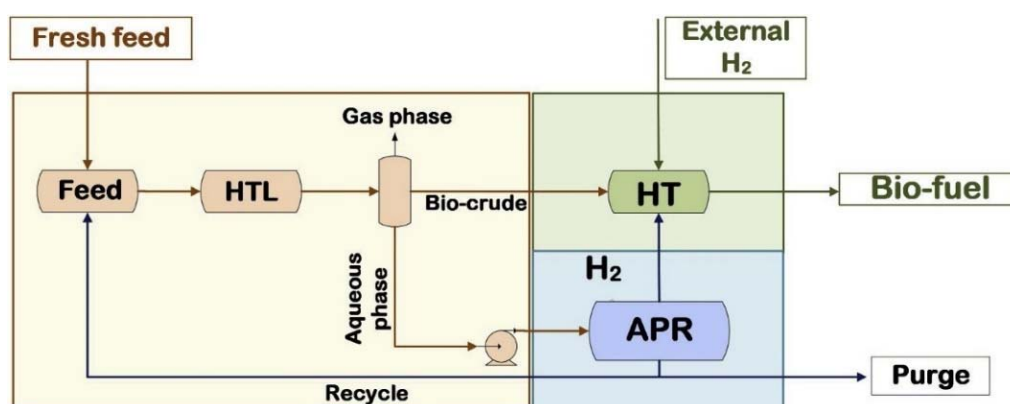 Fresh feed
External
H₂
Gas phase
Feed
HTL
Bio-crude
HT
Bio-fuel
Aqueous
phase
H₂
APR
Recycle
Purge